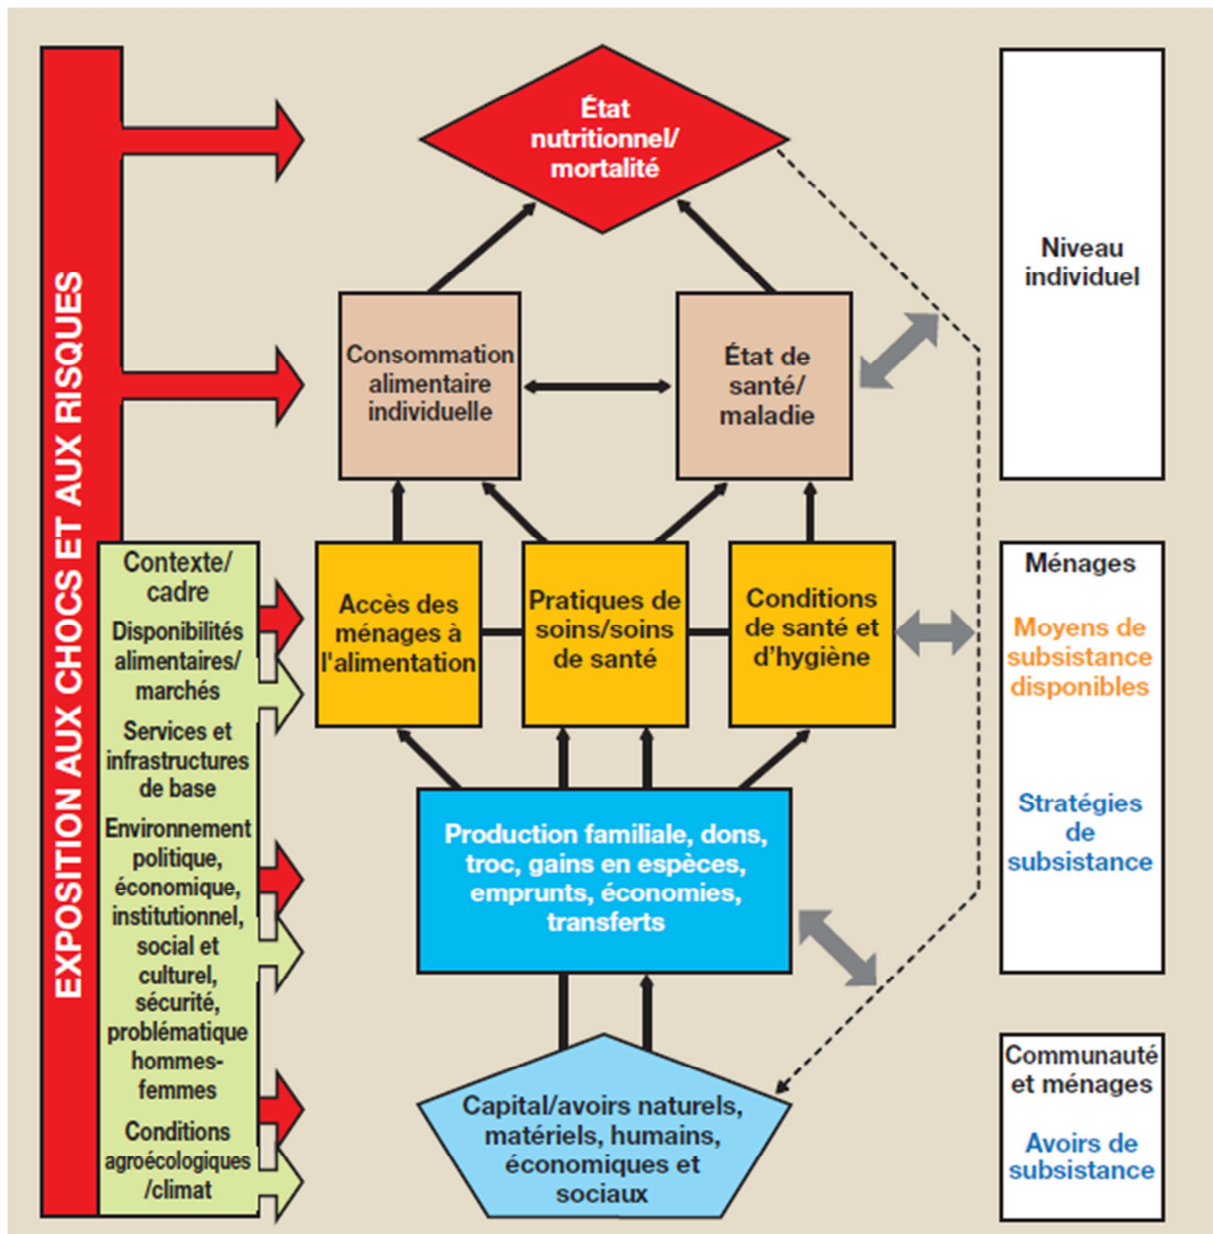 EXPOSITION AUX CHOCS ET AUX RISQUES
État
nutritionnel/
mortalité
Niveau
individuel
Consommation
alimentaire
individuelle
État de
santé/
maladie
Contexte/
cadre
Disponibilités
alimentaires/
marchés
Services et
infrastructures
de base
Environnement
politique,
économique,
institutionnel,
social et
culturel,
sécurité,
problématique
hommes-
femmes
Conditions
agroécologiques
/climat
Accès des
ménages à
l'alimentation
Pratiques de
soins/soins
de santé
Conditions
de santé et
d’hygiène
Ménages
Moyens de
subsistance
disponibles
Stratégies
de
subsistance
Production familiale, dons,
troc, gains en espèces,
emprunts, économies,
transferts
Capital/avoirs naturels,
matériels, humains,
économiques et
sociaux
Communauté
et ménages
Avoirs de
subsistance